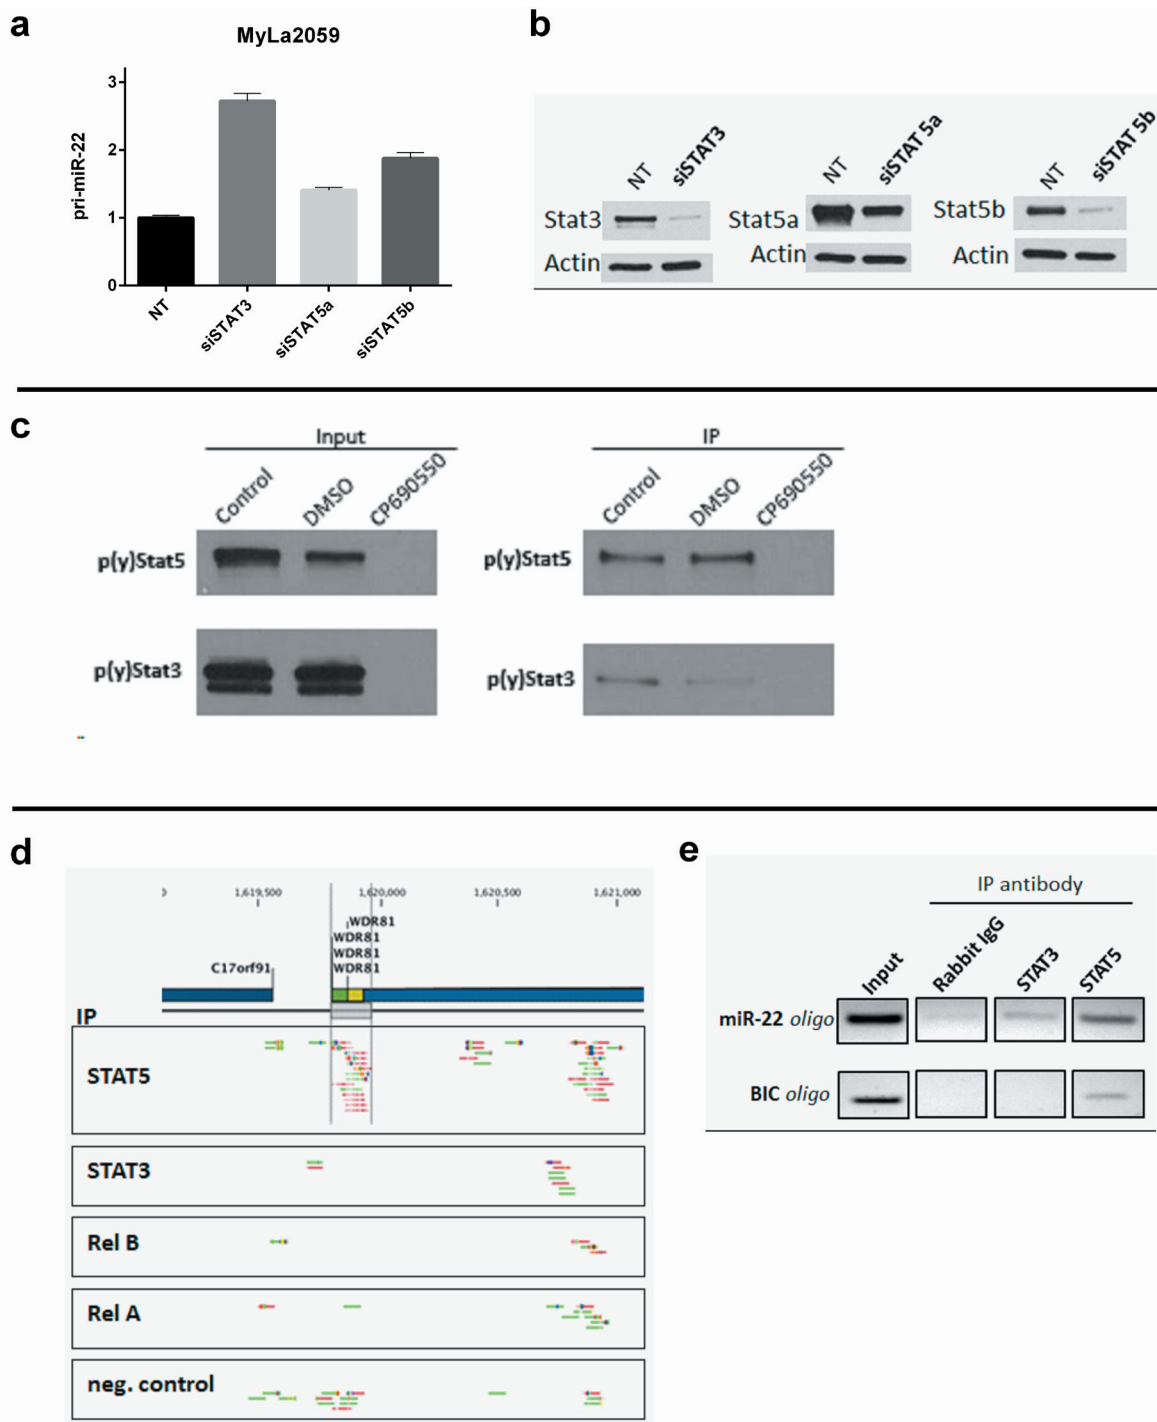 a
MyLa2059
pri-miR-22
3
2
1
0
NT
siSTAT3
siSTAT5a
siSTAT5b
b
NT
siSTAT3
NT
siSTAT 5a
NT
siSTAT 5b
Stat3
Stat5a
Stat5b
Actin
Actin
Actin
c
Input
IP
Control
DMSO
CP690550
Control
DMSO
CP690550
p(y)Stat5
p(y)Stat5
p(y)Stat3
p(y)Stat3
d
1,619,500
1,620,000
1,620,500
1,621,000
WDR81
WDR81
WDR81
WDR81
C17orf91
IP
STAT5
STAT3
Rel B
Rel A
neg. control
e
IP antibody
Input
Rabbit IgG
STAT3
STAT5
miR-22 oligo
BIC oligo